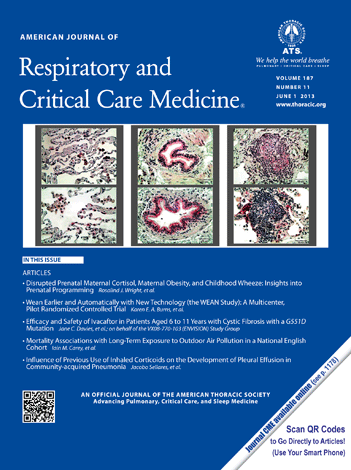 AMERICAN JOURNAL OF
Respiratory and
Critical Care Medicine®
AMERICAN THORACIC SOCIETY
1905
ATS.
We help the world breathe
PULMONARY • CRITICAL CARE • SLEEP
VOLUME 187
NUMBER 11
JUNE 1 2013
www.thoracic.org
IN THIS ISSUE
ARTICLES
• Disrupted Prenatal Maternal Cortisol, Maternal Obesity, and Childhood Wheeze: Insights into
Prenatal Programming Rosalind J. Wright, et al.
• Wean Earlier and Automatically with New Technology (the WEAN Study): A Multicenter,
Pilot Randomized Controlled Trial Karen E. A. Burns, et al.
• Efficacy and Safety of Ivacaftor in Patients Aged 6 to 11 Years with Cystic Fibrosis with a G551D
Mutation Jane C. Davies, et al.; on behalf of the VX08-770-103 (ENVISION) Study Group
• Mortality Associations with Long-Term Exposure to Outdoor Air Pollution in a National English
Cohort Iain M. Carey, et al.
• Influence of Previous Use of Inhaled Corticoids on the Development of Pleural Effusion in
Community-acquired Pneumonia Jacobo Sellares, et al.
AN OFFICIAL JOURNAL OF THE AMERICAN THORACIC SOCIETY
Advancing Pulmonary, Critical Care, and Sleep Medicine
Journal CME available online (see p. 1170)
Scan QR Codes
to Go Directly to Articles!
(Use Your Smart Phone)